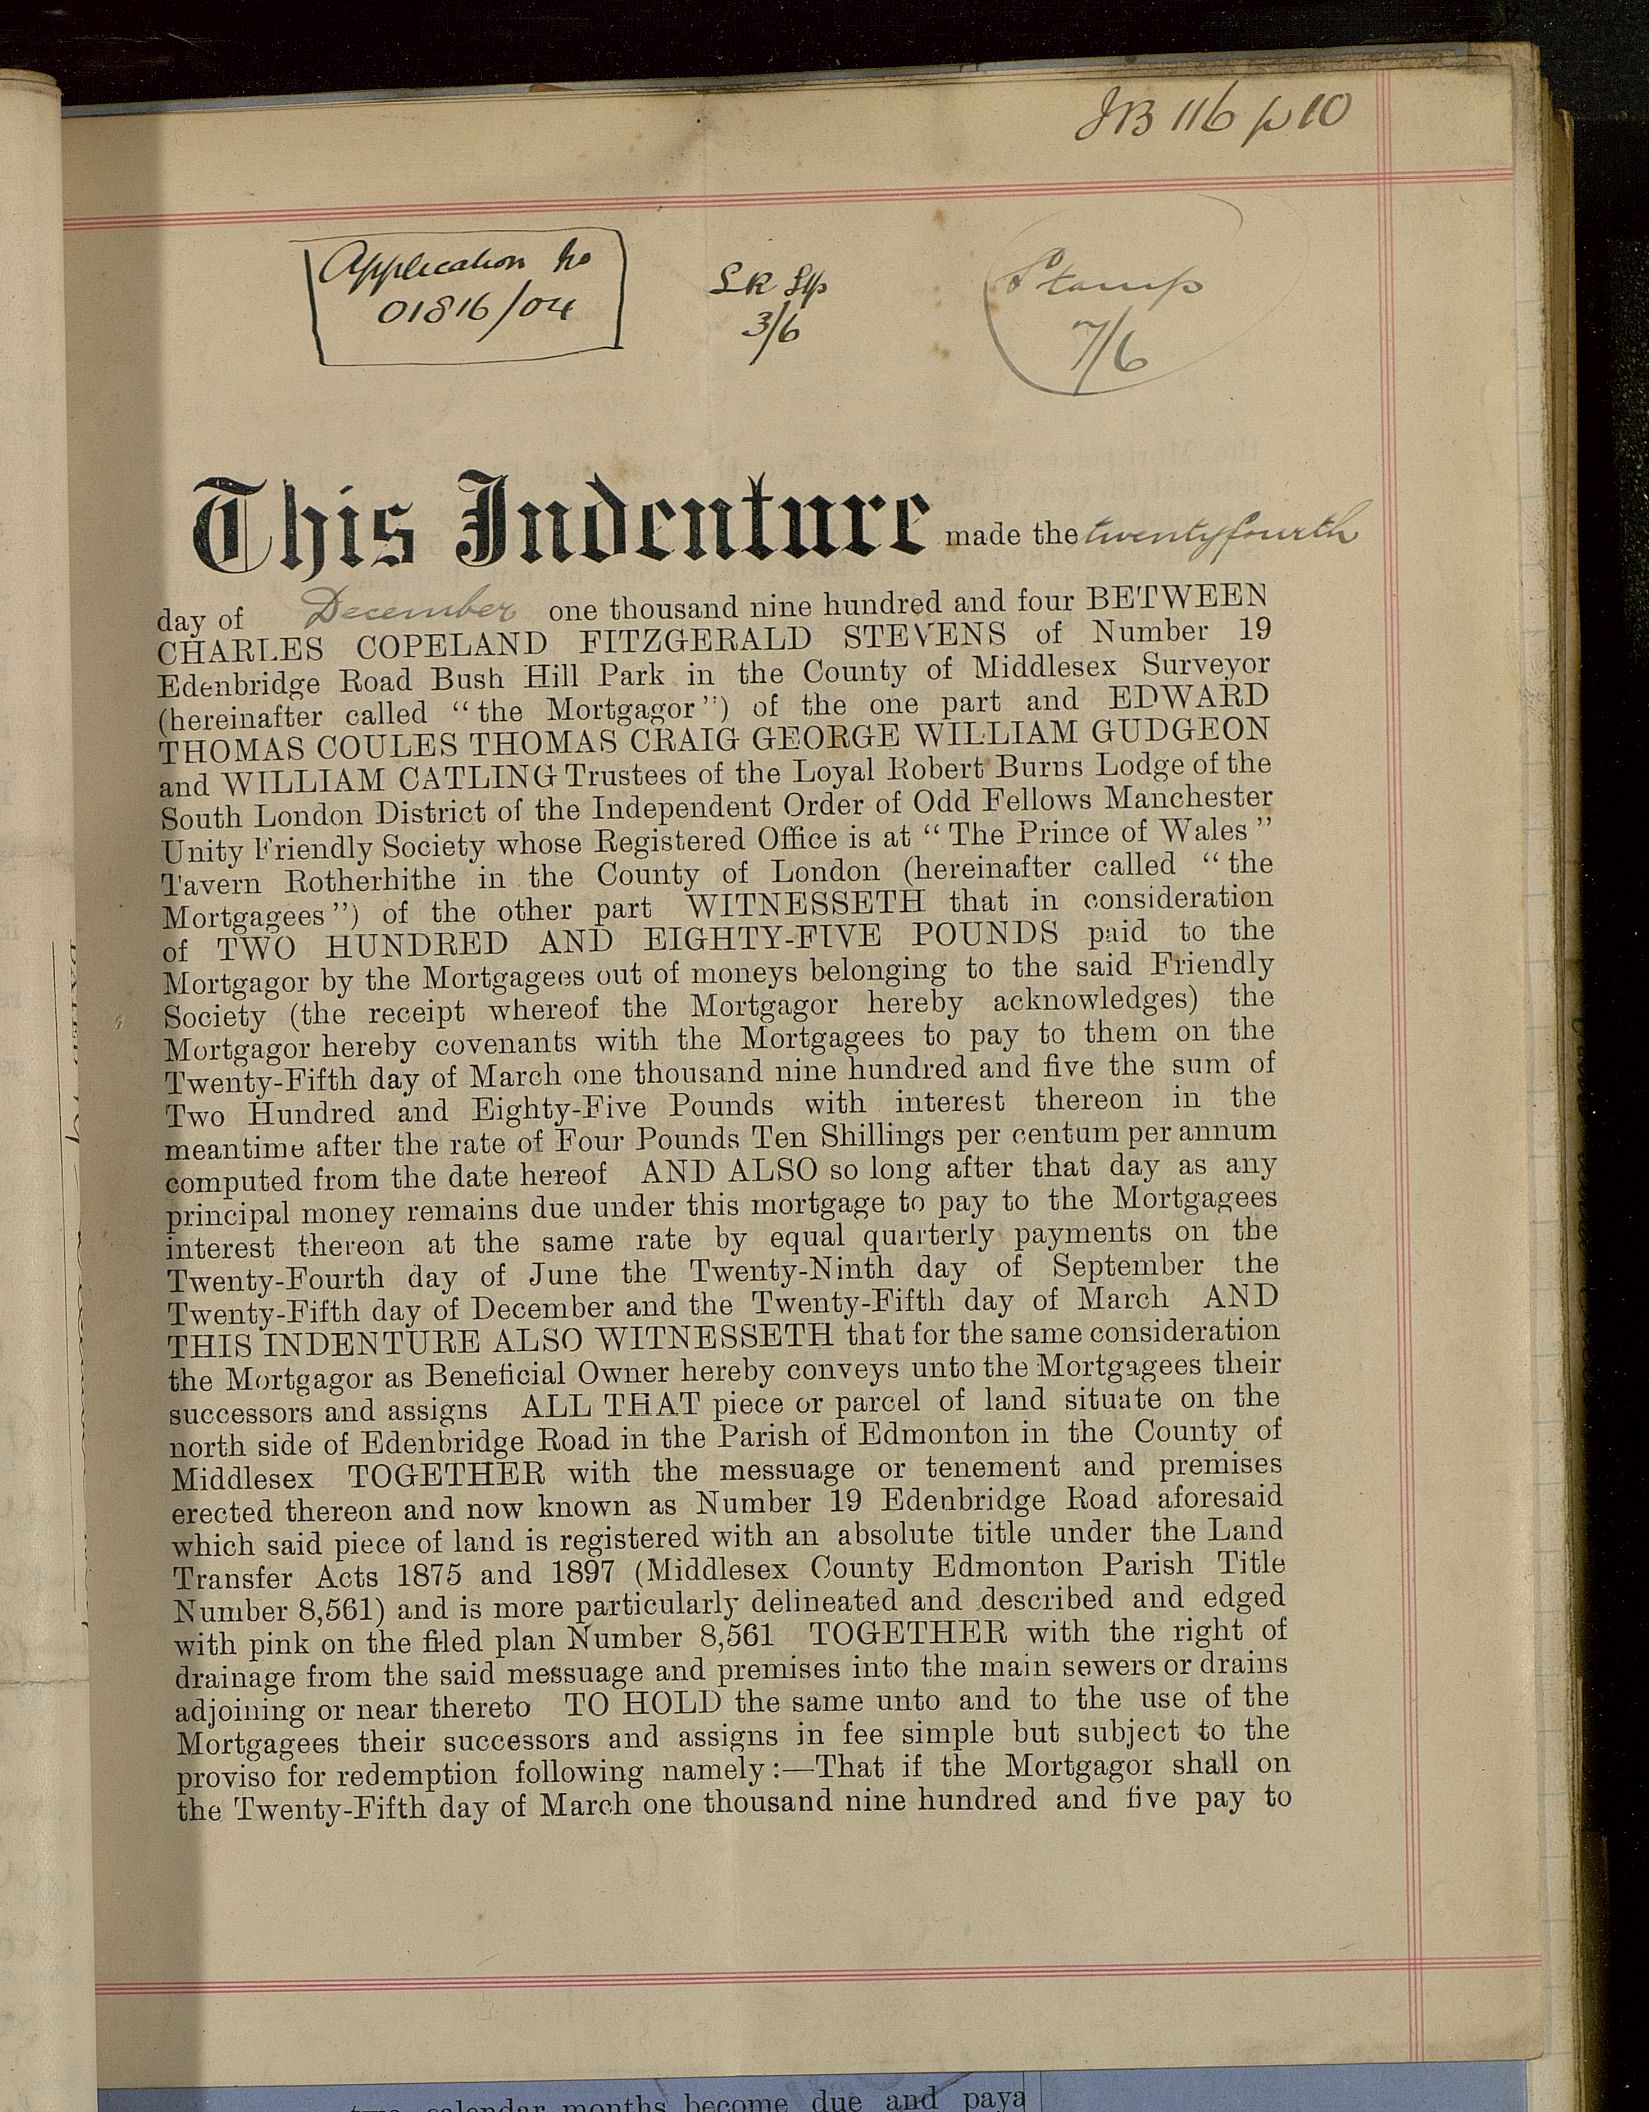 JB 116 p 10
Application No
01816/04
LR Stp
3/6
Stamp
7/6
This Indenture made the twentyfourth
day of December one thousand nine hundred and four BETWEEN
CHARLES COPELAND FITZGERALD STEVENS of Number 19
Edenbridge Road Bush Hill Park in the County of Middlesex Surveyor
(hereinafter called "the Mortgagor") of the one part and EDWARD
THOMAS COULES THOMAS CRAIG GEORGE WILLIAM GUDGEON
and WILLIAM CATLING Trustees of the Loyal Robert Burns Lodge of the
South London District of the Independent Order of Odd Fellows Manchester
Unity Friendly Society whose Registered Office is at "The Prince of Wales"
Tavern Rotherhithe in the County of London (hereinafter called "the
Mortgagees") of the other part WITNESSETH that in consideration
of TWO HUNDRED AND EIGHTY-FIVE POUNDS paid to the
Mortgagor by the Mortgagees out of moneys belonging to the said Friendly
Society (the receipt whereof the Mortgagor hereby acknowledges) the
Mortgagor hereby covenants with the Mortgagees to pay to them on the
Twenty-Fifth day of March one thousand nine hundred and five the sum of
Two Hundred and Eighty-Five Pounds with interest thereon in the
meantime after the rate of Four Pounds Ten Shillings per centum per annum
computed from the date hereof AND ALSO so long after that day as any
principal money remains due under this mortgage to pay to the Mortgagees
interest thereon at the same rate by equal quarterly payments on the
Twenty-Fourth day of June the Twenty-Ninth day of September the
Twenty-Fifth day of December and the Twenty-Fifth day of March AND
THIS INDENTURE ALSO WITNESSETH that for the same consideration
the Mortgagor as Beneficial Owner hereby conveys unto the Mortgagees their
successors and assigns ALL THAT piece or parcel of land situate on the
north side of Edenbridge Road in the Parish of Edmonton in the County of
Middlesex TOGETHER with the messuage or tenement and premises
erected thereon and now known as Number 19 Edenbridge Road aforesaid
which said piece of land is registered with an absolute title under the Land
Transfer Acts 1875 and 1897 (Middlesex County Edmonton Parish Title
Number 8,561) and is more particularly delineated and described and edged
with pink on the filed plan Number 8,561 TOGETHER with the right of
drainage from the said messuage and premises into the main sewers or drains
adjoining or near thereto TO HOLD the same unto and to the use of the
Mortgagees their successors and assigns in fee simple but subject to the
proviso for redemption following namely:—That if the Mortgagor shall on
the Twenty-Fifth day of March one thousand nine hundred and five pay to
two calendar months become due and paya